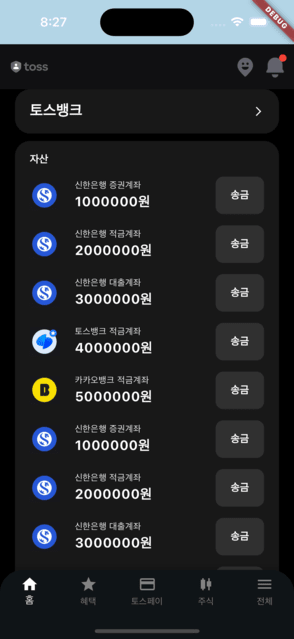 8:27
DEBUG
toss
토스뱅크
자산
신한은행 증권계좌
1000000원
송금
신한은행 적금계좌
2000000원
송금
신한은행 대출계좌
3000000원
송금
토스뱅크 적금계좌
4000000원
송금
카카오뱅크 적금계좌
5000000원
송금
신한은행 증권계좌
1000000원
송금
신한은행 적금계좌
2000000원
송금
신한은행 대출계좌
3000000원
송금
홈
혜택
토스페이
주식
전체